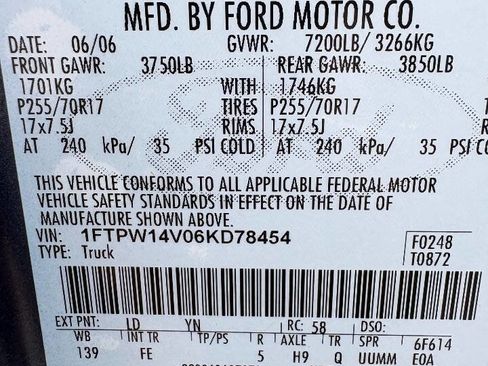 MFD. BY FORD MOTOR CO.
DATE: 06/06 GVWR: 7200LB/ 3266KG
FRONT GAWR: 3750LB REAR GAWR: 3850LB
1701KG WITH 1746KG
P255/70R17 TIRES P255/70R17
17x7.5J RIMS 17x7.5J
AT 240 kPa/ 35 PSI COLD AT 240 kPa/ 35 PSI CO
THIS VEHICLE CONFORMS TO ALL APPLICABLE FEDERAL MOTOR
VEHICLE SAFETY STANDARDS IN EFFECT ON THE DATE OF
MANUFACTURE SHOWN ABOVE.
VIN: 1FTPW14V06KD78454 F0248
TYPE: Truck T0872
EXT PNT: LD YN RC: 58 DSO:
WB INT TR TP/PS R AXLE TR SPR 6F614
139 FE 5 H9 Q UUMM E0A